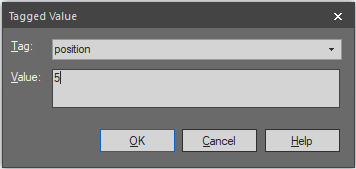 Tagged Value
Tag: position
Value: 5
OK Cancel Help